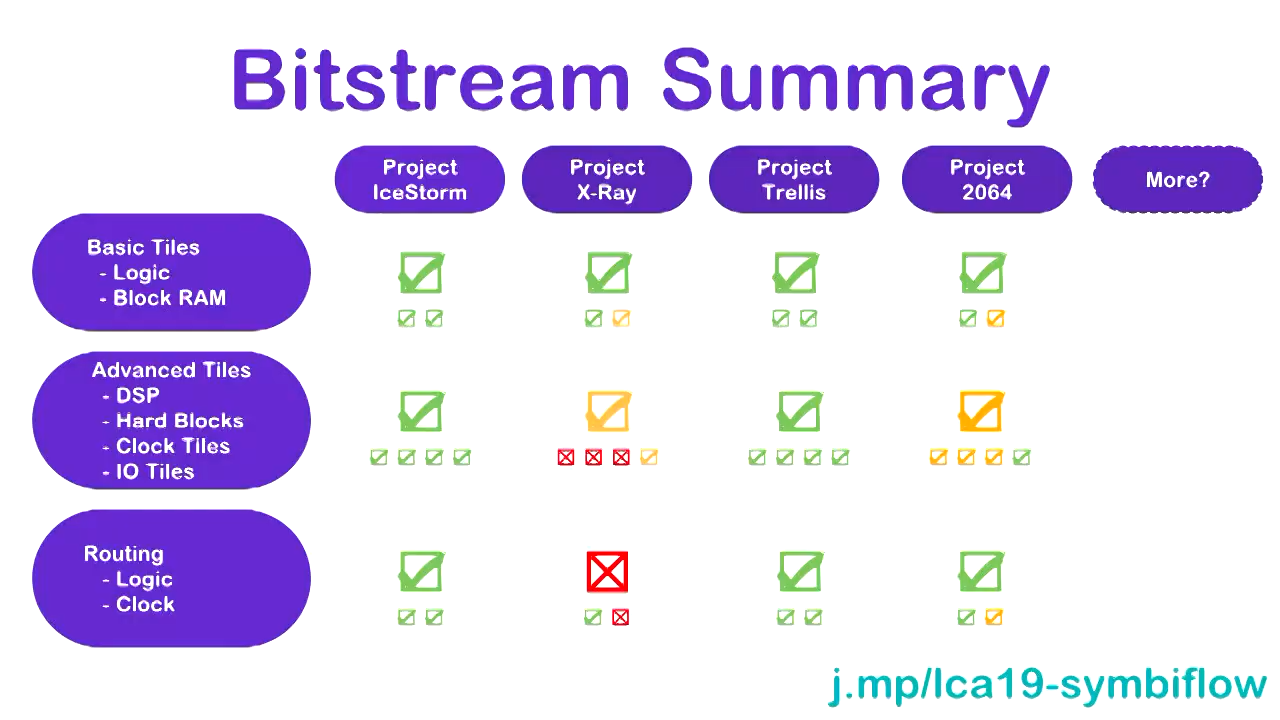 Bitstream Summary
Project
IceStorm
Project
X-Ray
Project
Trellis
Project
2064
More?
Basic Tiles
- Logic
- Block RAM
Advanced Tiles
- DSP
- Hard Blocks
- Clock Tiles
- IO Tiles
Routing
- Logic
- Clock
j.mp/lca19-symbiflow